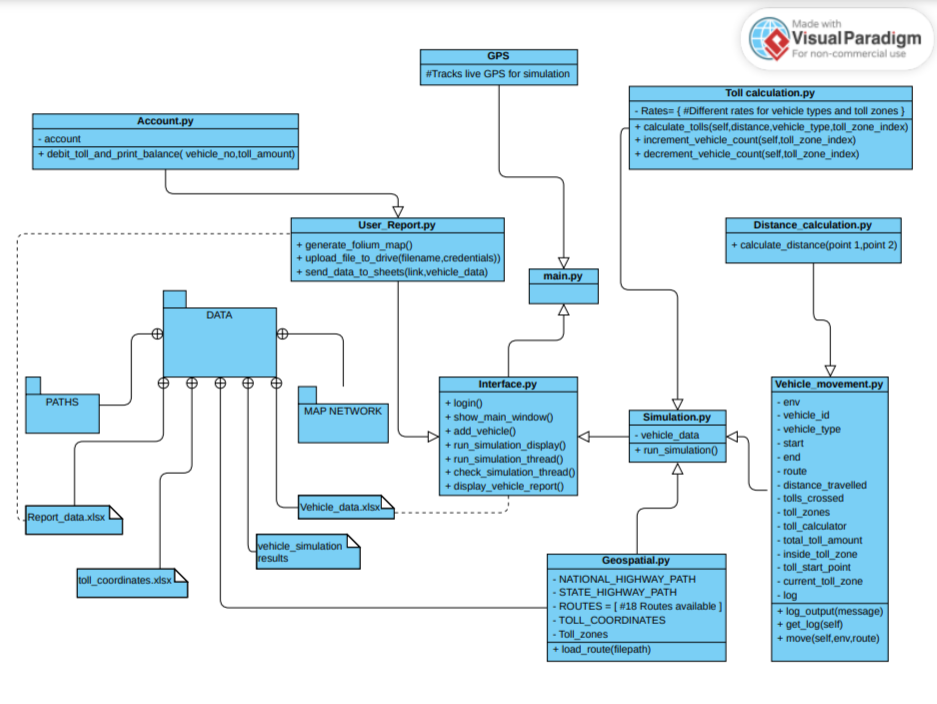 Made with
Visual Paradigm
For non-commercial use
GPS
#Tracks live GPS for simulation
Toll calculation.py
- Rates= { #Different rates for vehicle types and toll zones }
+ calculate_tolls(self,distance,vehicle_type,toll_zone_index)
+ increment_vehicle_count(self,toll_zone_index)
+ decrement_vehicle_count(self,toll_zone_index)
Account.py
- account
+ debit_toll_and_print_balance( vehicle_no,toll_amount)
User_Report.py
+ generate_folium_map()
+ upload_file_to_drive(filename,credentials))
+ send_data_to_sheets(link,vehicle_data)
Distance_calculation.py
+ calculate_distance(point 1,point 2)
main.py
DATA
PATHS
MAP NETWORK
Interface.py
+ login()
+ show_main_window()
+ add_vehicle()
+ run_simulation_display()
+ run_simulation_thread()
+ check_simulation_thread()
+ display_vehicle_report()
Simulation.py
- vehicle_data
+ run_simulation()
Vehicle_movement.py
- env
- vehicle_id
- vehicle_type
- start
- end
- route
- distance_travelled
- tolls_crossed
- toll_zones
- toll_calculator
- total_toll_amount
- inside_toll_zone
- toll_start_point
- current_toll_zone
- log
+ log_output(message)
+ get_log(self)
+ move(self,env,route)
Report_data.xlsx
Vehicle_data.xlsx
vehicle_simulation
results
toll_coordinates.xlsx
Geospatial.py
- NATIONAL_HIGHWAY_PATH
- STATE_HIGHWAY_PATH
- ROUTES = [ #18 Routes available ]
- TOLL_COORDINATES
- Toll_zones
+ load_route(filepath)